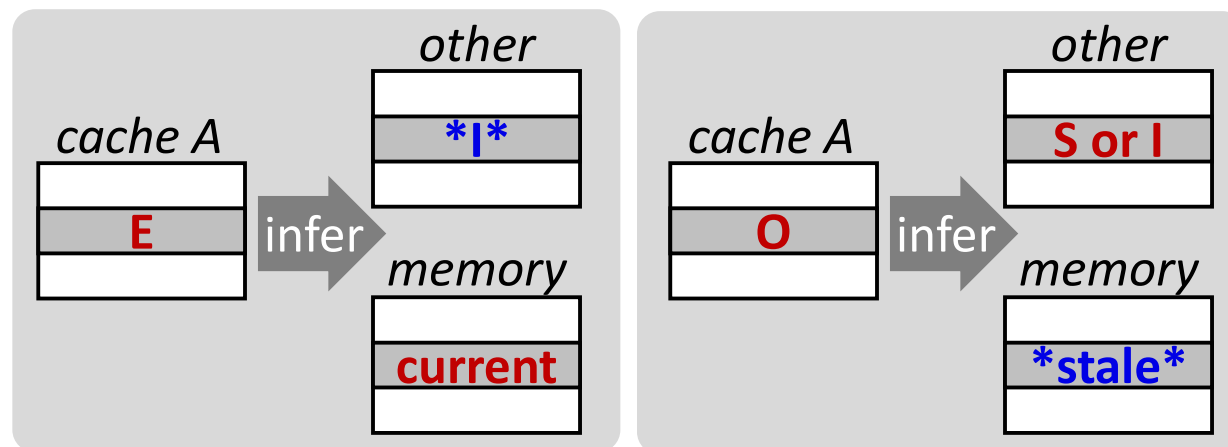 other
cache A
*I*
E
infer
memory
current
other
cache A
S or I
O
infer
memory
*stale*